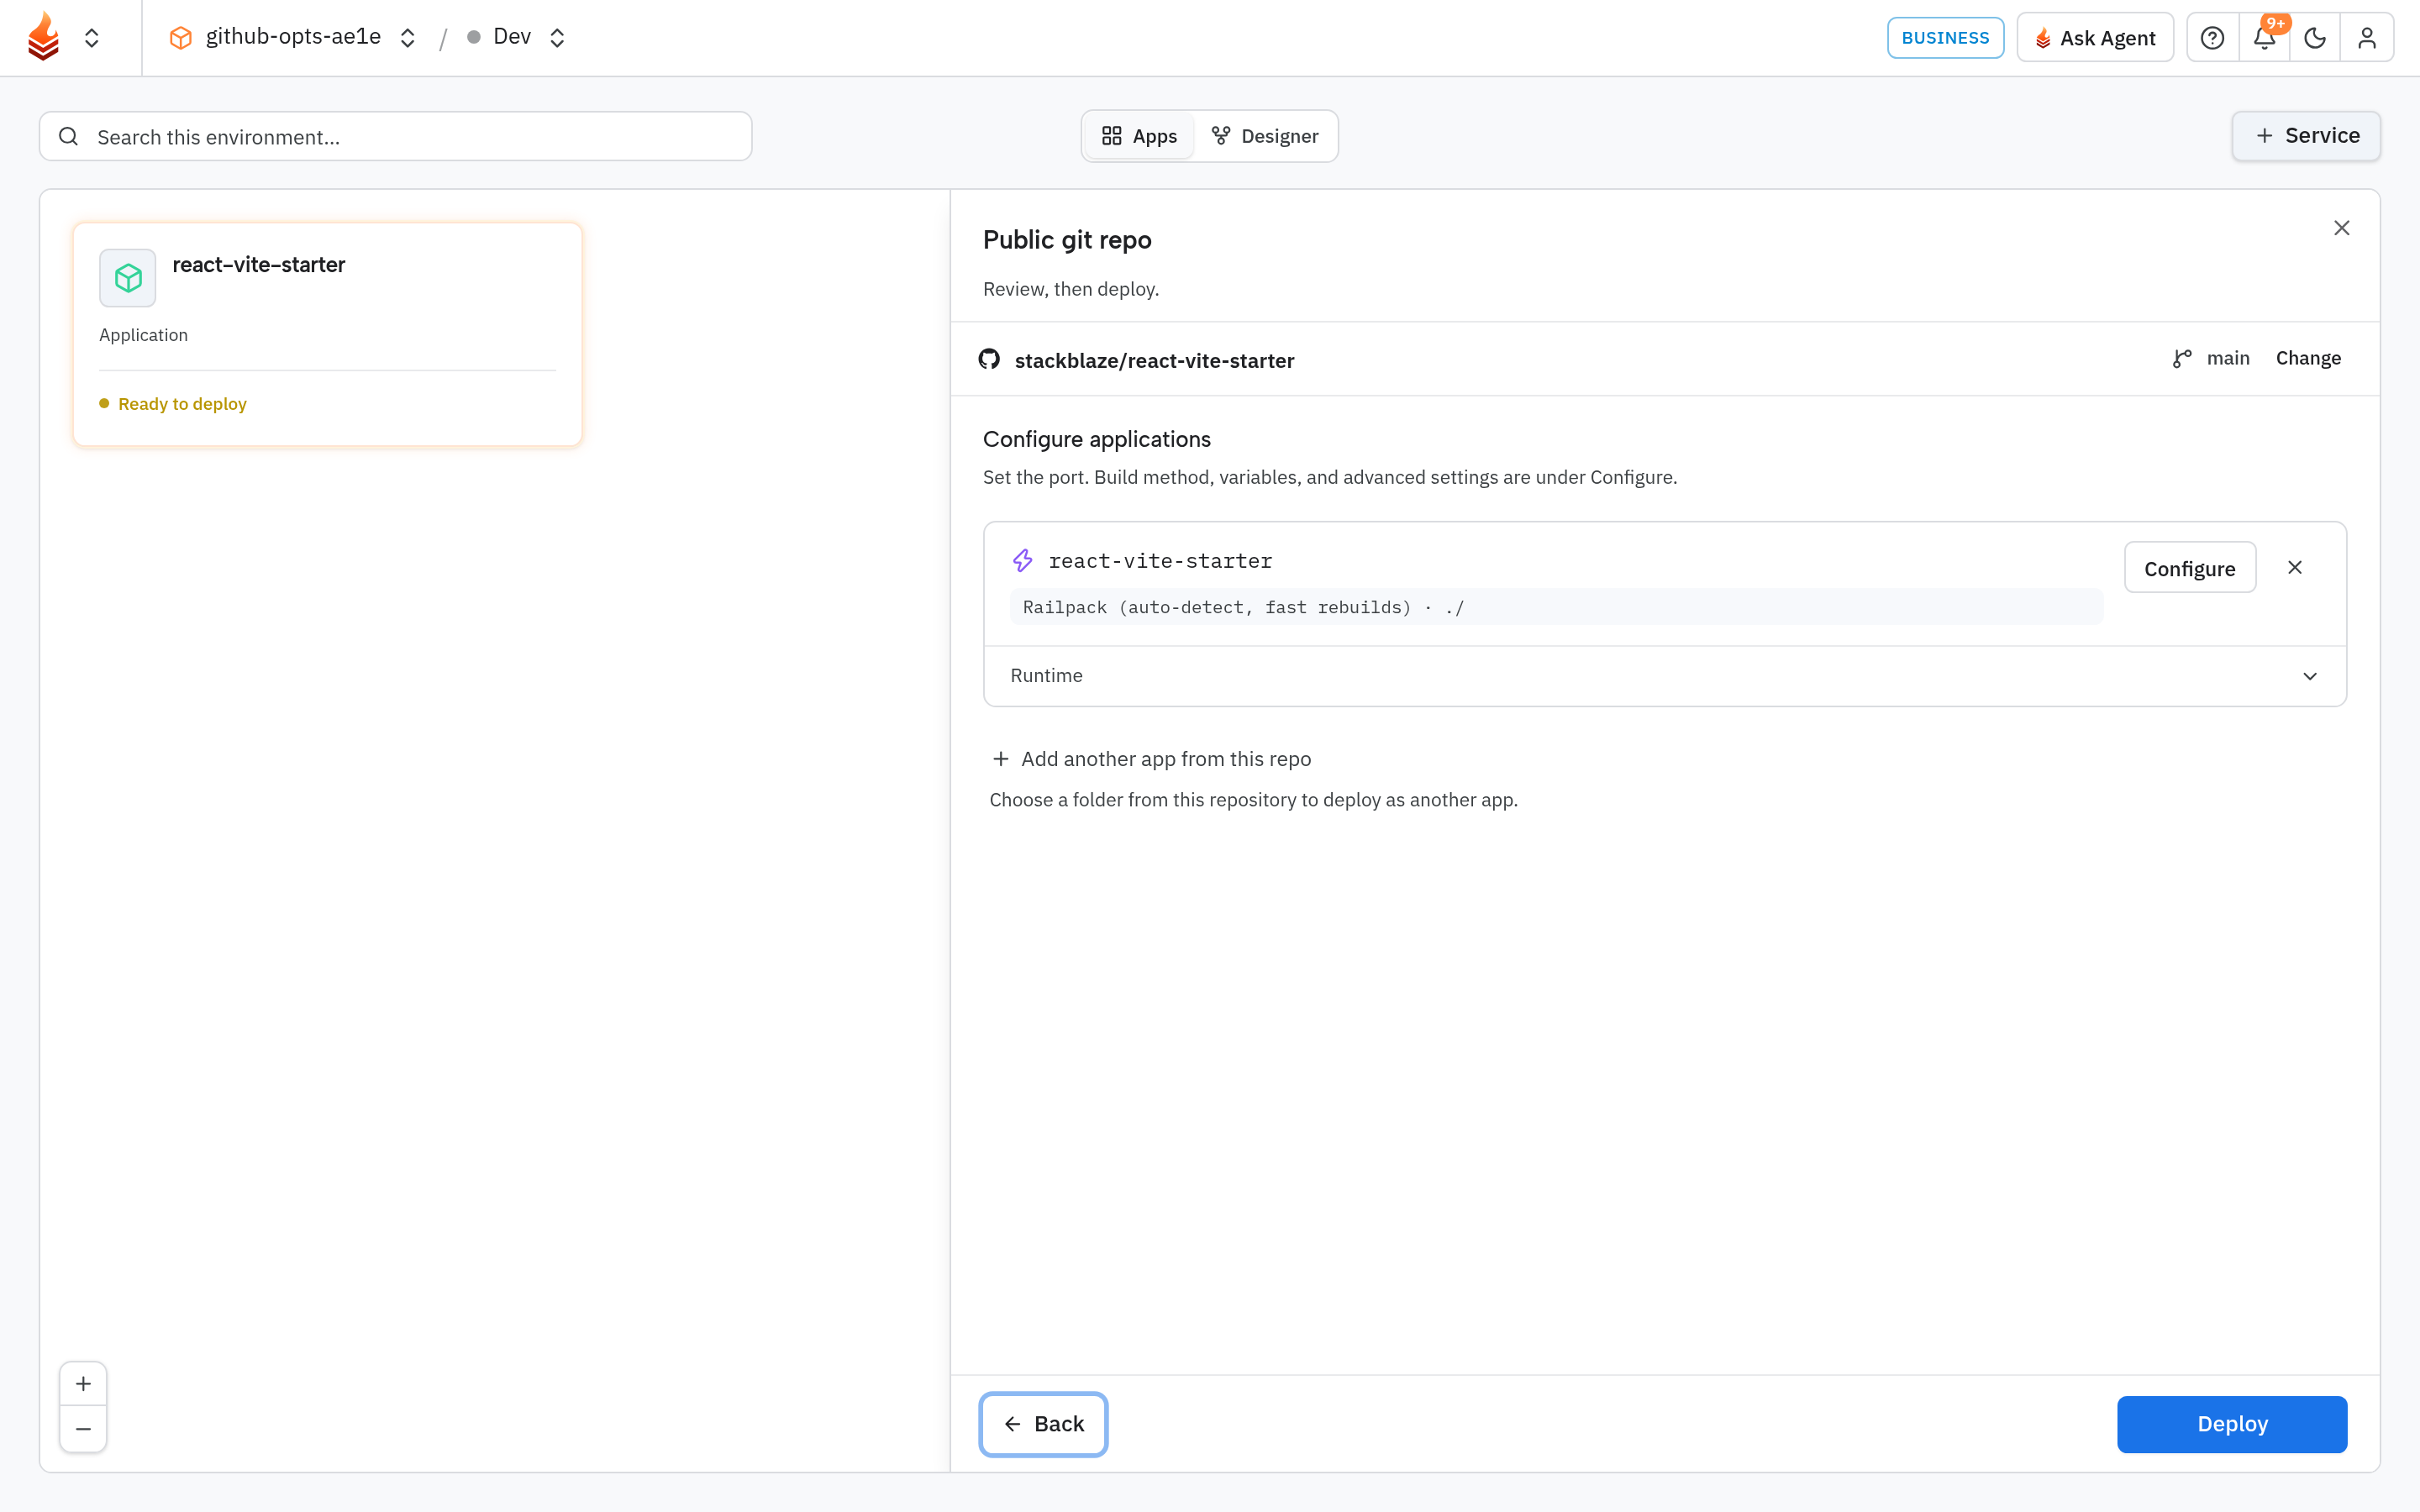 github-opts-ae1e / Dev
BUSINESS
Ask Agent
9+
Search this environment...
Apps
Designer
+ Service
react-vite-starter
Application
Ready to deploy
Public git repo
Review, then deploy.
stackblaze/react-vite-starter
main
Change
Configure applications
Set the port. Build method, variables, and advanced settings are under Configure.
react-vite-starter
Configure
Railpack (auto-detect, fast rebuilds) · ./
Runtime
+ Add another app from this repo
Choose a folder from this repository to deploy as another app.
Back
Deploy